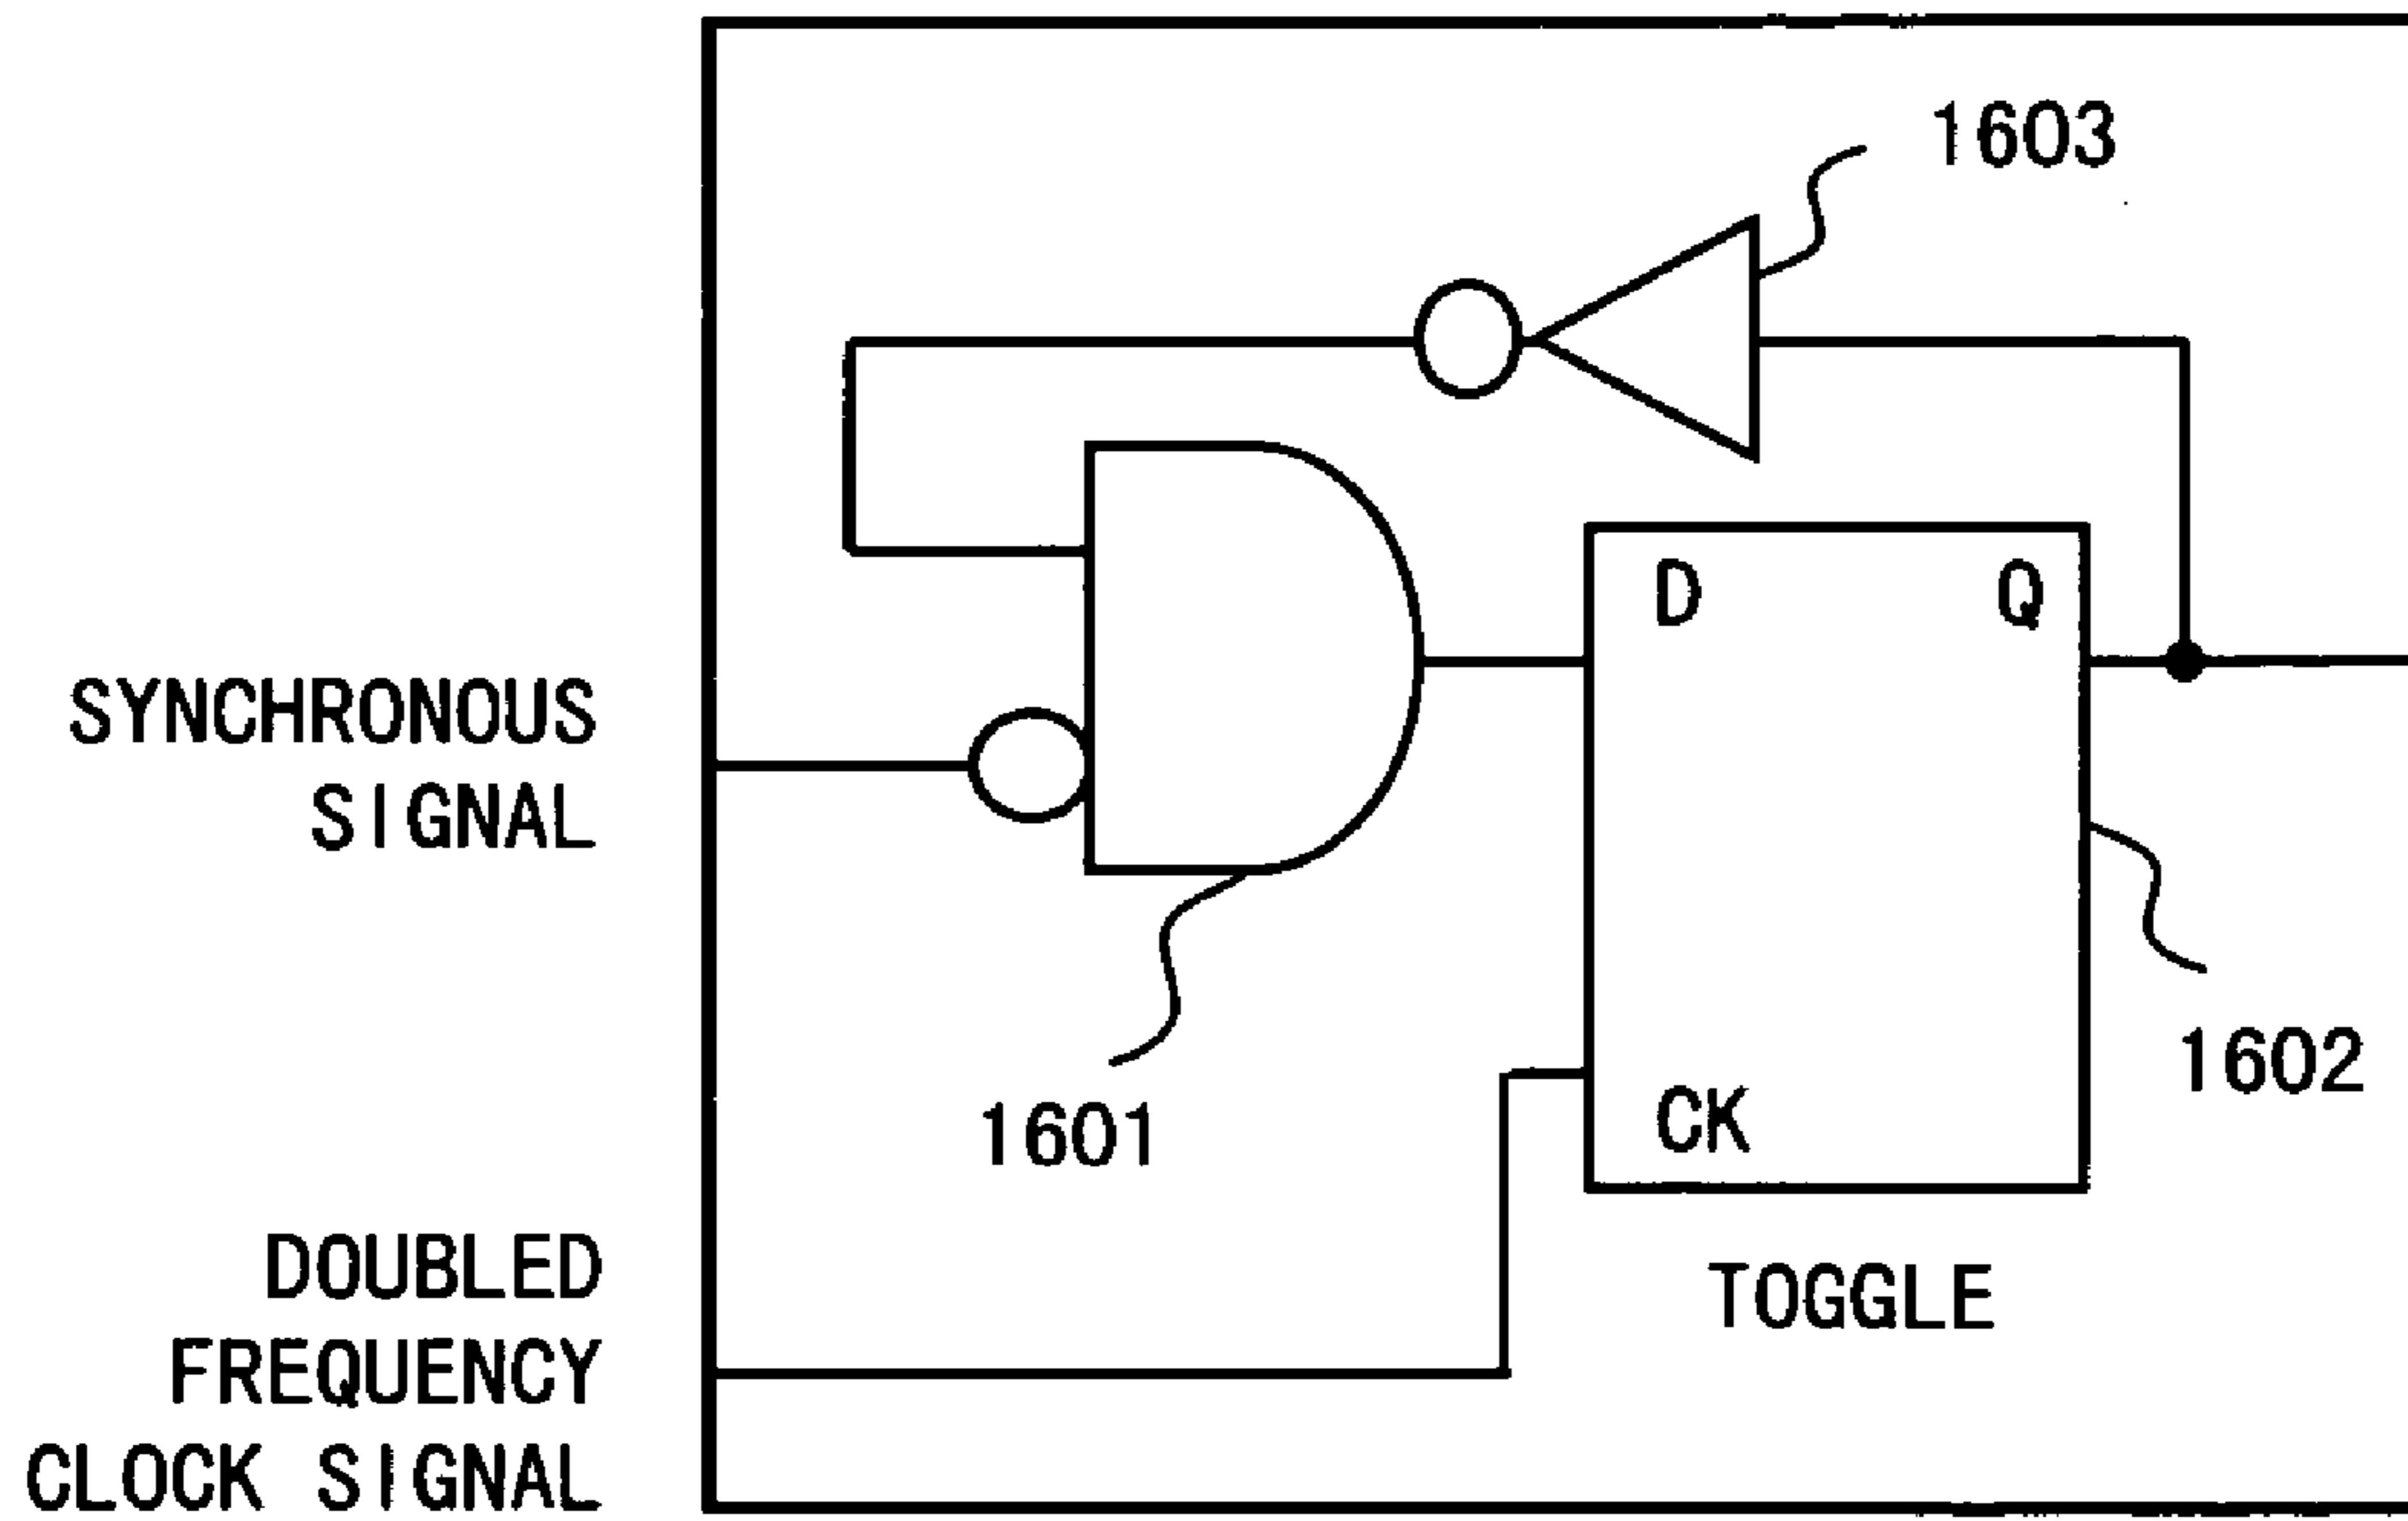 1603
D
Q
SYNCHRONOUS
SIGNAL
1602
CK
1601
DOUBLED
FREQUENCY
CLOCK SIGNAL
TOGGLE